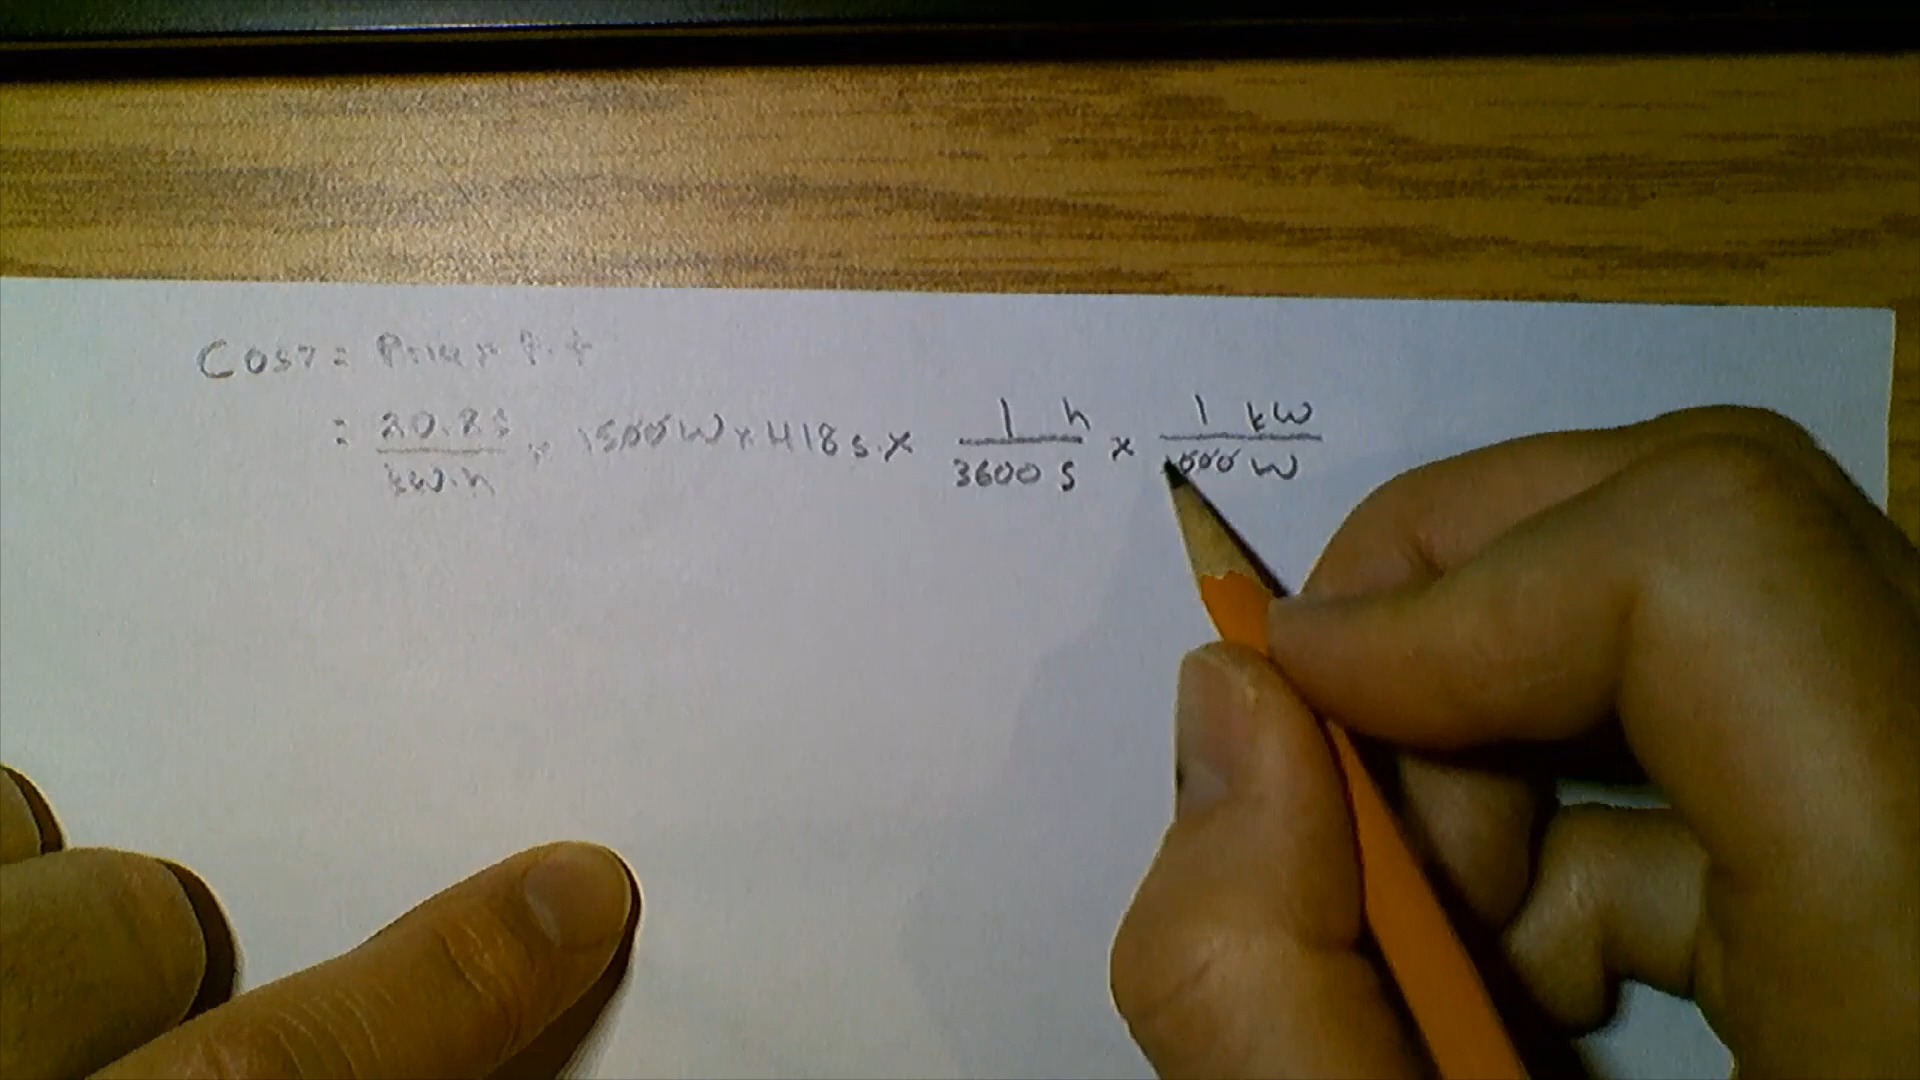 Cost = Price × P.t
= 20.8$ / kW.h × 1500 W × 418 s × 1 h / 3600 s × 1 kW / 1000 W